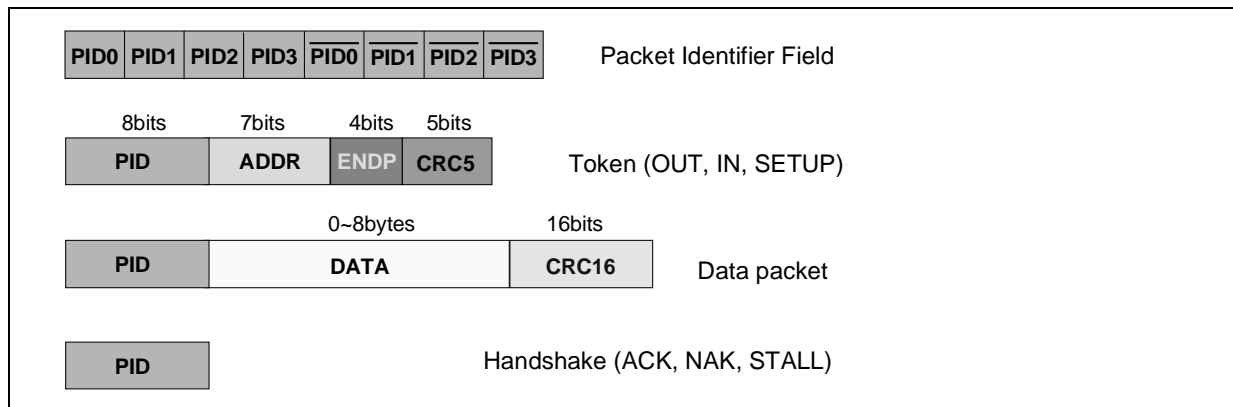 PID0 PID1 PID2 PID3 PID0 PID1 PID2 PID3 Packet Identifier Field
8bits 7bits 4bits 5bits
PID ADDR ENDP CRC5 Token (OUT, IN, SETUP)
0~8bytes 16bits
PID DATA CRC16 Data packet
PID Handshake (ACK, NAK, STALL)